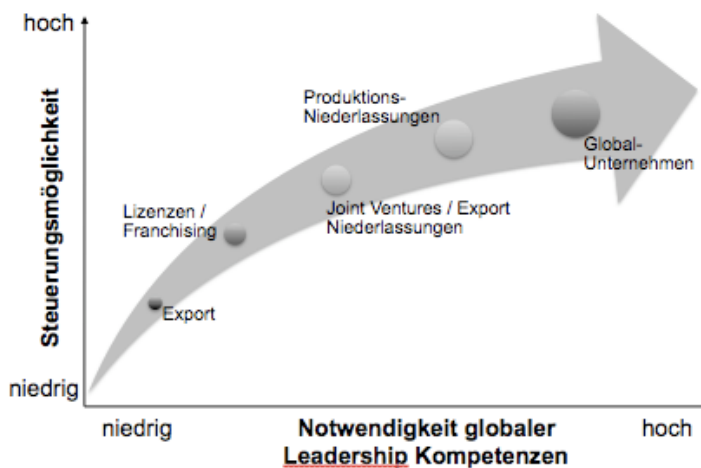 hoch
Steuerungsmöglichkeit
niedrig
Produktions-
Niederlassungen
Global-
Unternehmen
Lizenzen /
Franchising
Joint Ventures / Export
Niederlassungen
Export
niedrig
Notwendigkeit globaler
Leadership Kompetenzen
hoch